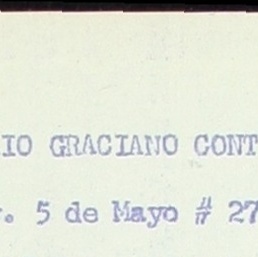 IO GRACIANO CONT
. 5 de Mayo # 27